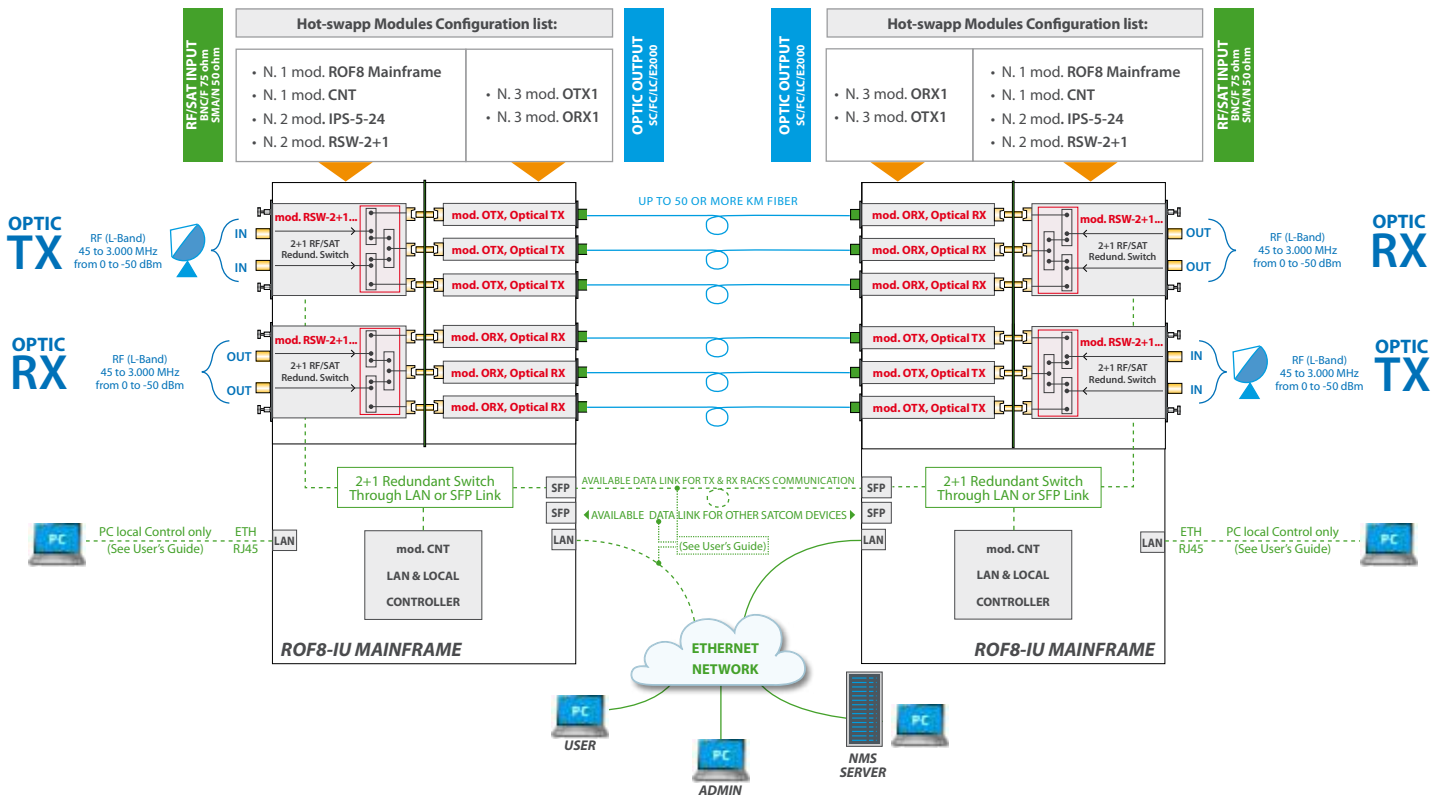 Hot-swapp Modules Configuration list:
RF/SAT INPUT
BNC/F 75 ohm
SMA/N 50 ohm
• N. 1 mod. ROF8 Mainframe
• N. 1 mod. CNT
• N. 2 mod. IPS-5-24
• N. 2 mod. RSW-2+1
• N. 3 mod. OTX1
• N. 3 mod. ORX1
OPTIC OUTPUT
SC/FC/LC/E2000
Hot-swapp Modules Configuration list:
OPTIC OUTPUT
SC/FC/LC/E2000
• N. 3 mod. ORX1
• N. 3 mod. OTX1
• N. 1 mod. ROF8 Mainframe
• N. 1 mod. CNT
• N. 2 mod. IPS-5-24
• N. 2 mod. RSW-2+1
RF/SAT INPUT
BNC/F 75 ohm
SMA/N 50 ohm
OPTIC
TX
RF (L-Band)
45 to 3.000 MHz
from 0 to -50 dBm
IN
IN
mod. RSW-2+1...
2+1 RF/SAT
Redund. Switch
mod. OTX, Optical TX
mod. OTX, Optical TX
mod. OTX, Optical TX
UP TO 50 OR MORE KM FIBER
mod. ORX, Optical RX
mod. ORX, Optical RX
mod. ORX, Optical RX
mod. RSW-2+1...
2+1 RF/SAT
Redund. Switch
OUT
OUT
RF (L-Band)
45 to 3.000 MHz
from 0 to -50 dBm
OPTIC
RX
OPTIC
RX
RF (L-Band)
45 to 3.000 MHz
from 0 to -50 dBm
OUT
OUT
mod. RSW-2+1...
2+1 RF/SAT
Redund. Switch
mod. ORX, Optical RX
mod. ORX, Optical RX
mod. ORX, Optical RX
mod. OTX, Optical TX
mod. OTX, Optical TX
mod. OTX, Optical TX
mod. RSW-2+1...
2+1 RF/SAT
Redund. Switch
IN
IN
RF (L-Band)
45 to 3.000 MHz
from 0 to -50 dBm
OPTIC
TX
2+1 Redundant Switch
Through LAN or SFP Link
SFP
AVAILABLE DATA LINK FOR TX & RX RACKS COMMUNICATION
SFP
2+1 Redundant Switch
Through LAN or SFP Link
SFP
AVAILABLE DATA LINK FOR OTHER SATCOM DEVICES
SFP
PC
PC local Control only
(See User's Guide)
ETH
RJ45
LAN
LAN
(See User's Guide)
LAN
LAN
ETH
RJ45
PC local Control only
(See User's Guide)
PC
mod. CNT
LAN & LOCAL
CONTROLLER
mod. CNT
LAN & LOCAL
CONTROLLER
ROF8-IU MAINFRAME
ETHERNET
NETWORK
ROF8-IU MAINFRAME
PC
USER
PC
ADMIN
NMS
SERVER
PC